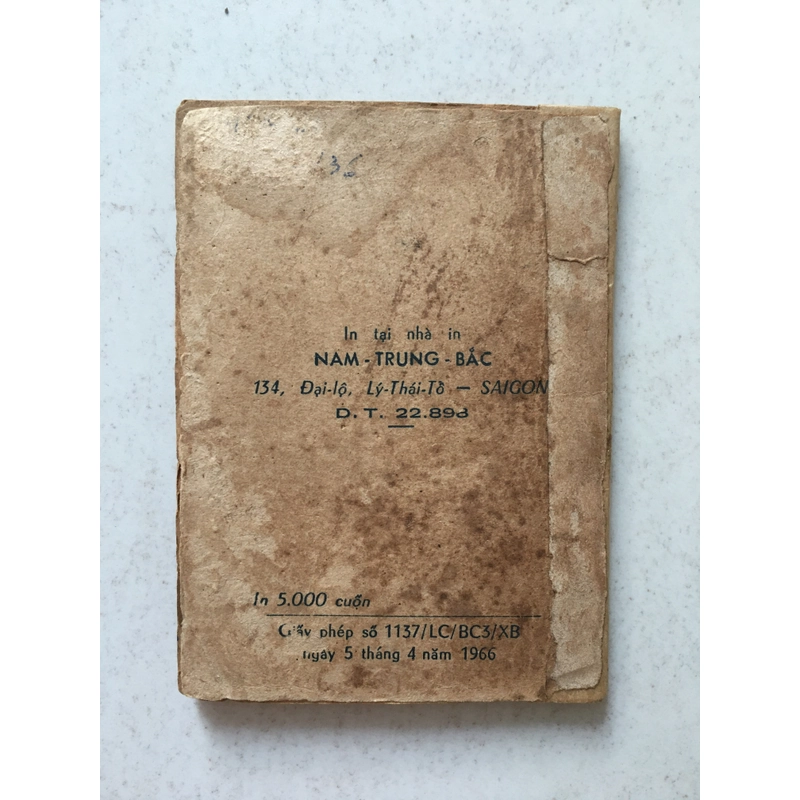 136
In tại nhà in
NAM - TRUNG - BẮC
134, Đại-lộ, Lý-Thái-Tổ — SAIGON
D. T. 22.898
In 5.000 cuốn
Giấy phép số 1137/LC/BC3/XB
ngày 5 tháng 4 năm 1966